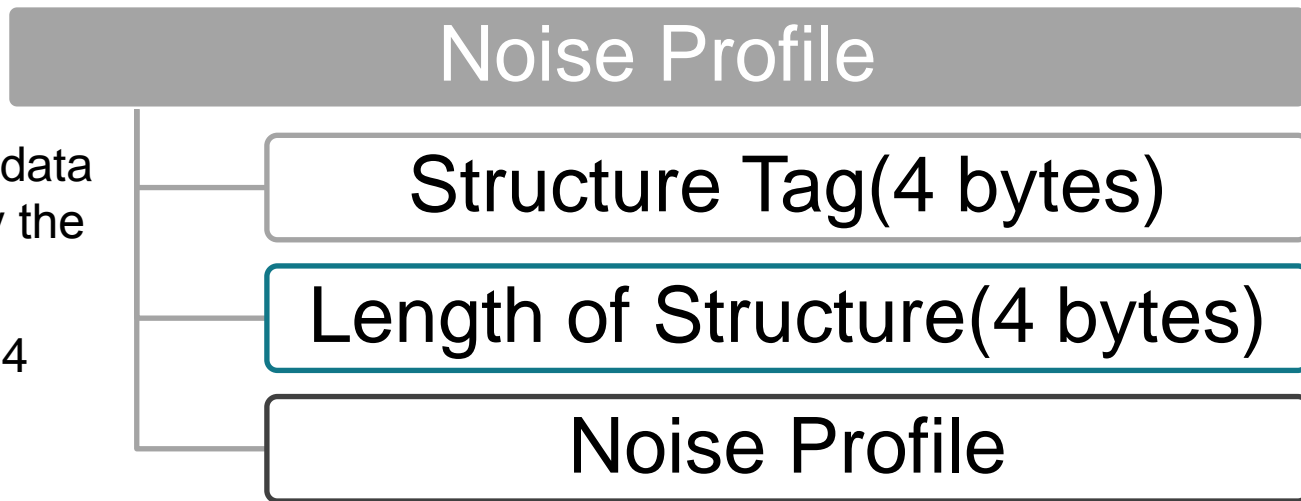 Noise Profile
data
the
4
Structure Tag(4 bytes)
Length of Structure(4 bytes)
Noise Profile